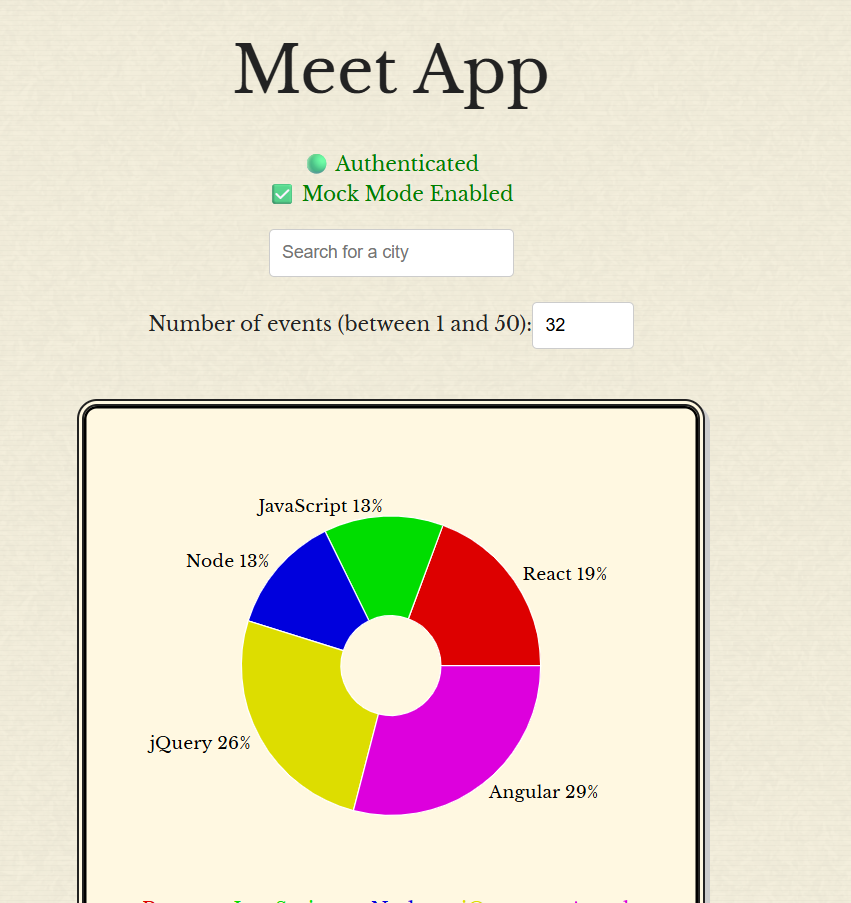 Meet App
Authenticated
Mock Mode Enabled
Search for a city
Number of events (between 1 and 50): 32
JavaScript 13%
Node 13%
React 19%
jQuery 26%
Angular 29%